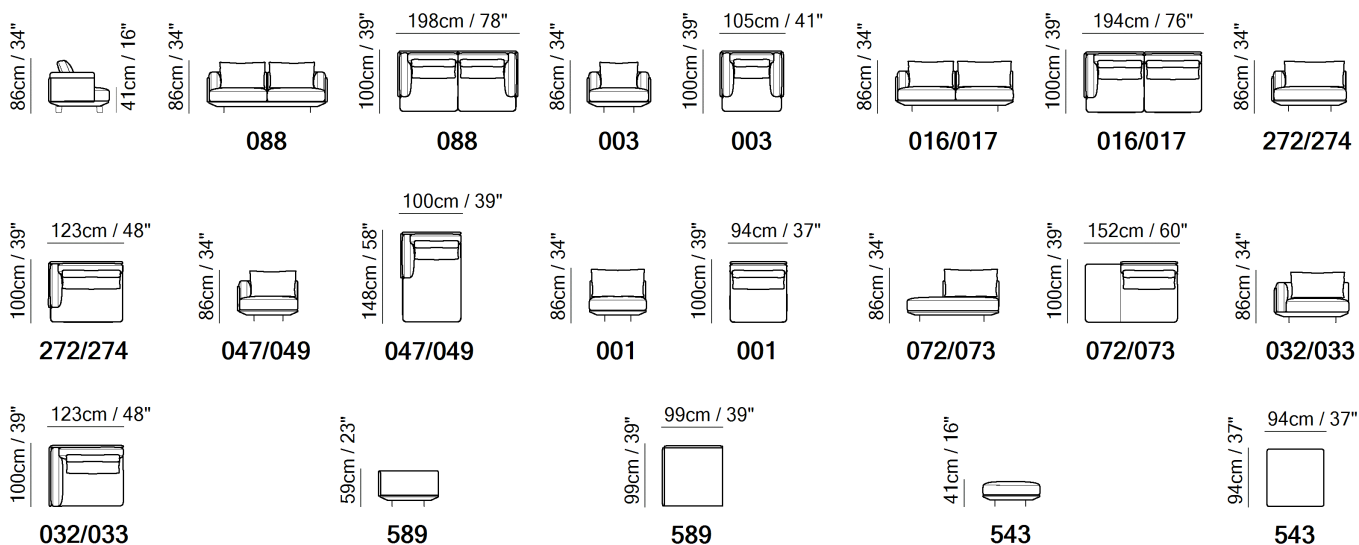 86cm / 34"
41cm / 16"
86cm / 34"
088
198cm / 78"
100cm / 39"
088
86cm / 34"
003
105cm / 41"
100cm / 39"
003
86cm / 34"
016/017
194cm / 76"
100cm / 39"
016/017
86cm / 34"
272/274
123cm / 48"
100cm / 39"
272/274
86cm / 34"
047/049
100cm / 39"
148cm / 58"
047/049
86cm / 34"
001
94cm / 37"
100cm / 39"
001
86cm / 34"
072/073
152cm / 60"
100cm / 39"
072/073
86cm / 34"
032/033
123cm / 48"
100cm / 39"
032/033
59cm / 23"
589
99cm / 39"
99cm / 39"
589
41cm / 16"
543
94cm / 37"
94cm / 37"
543